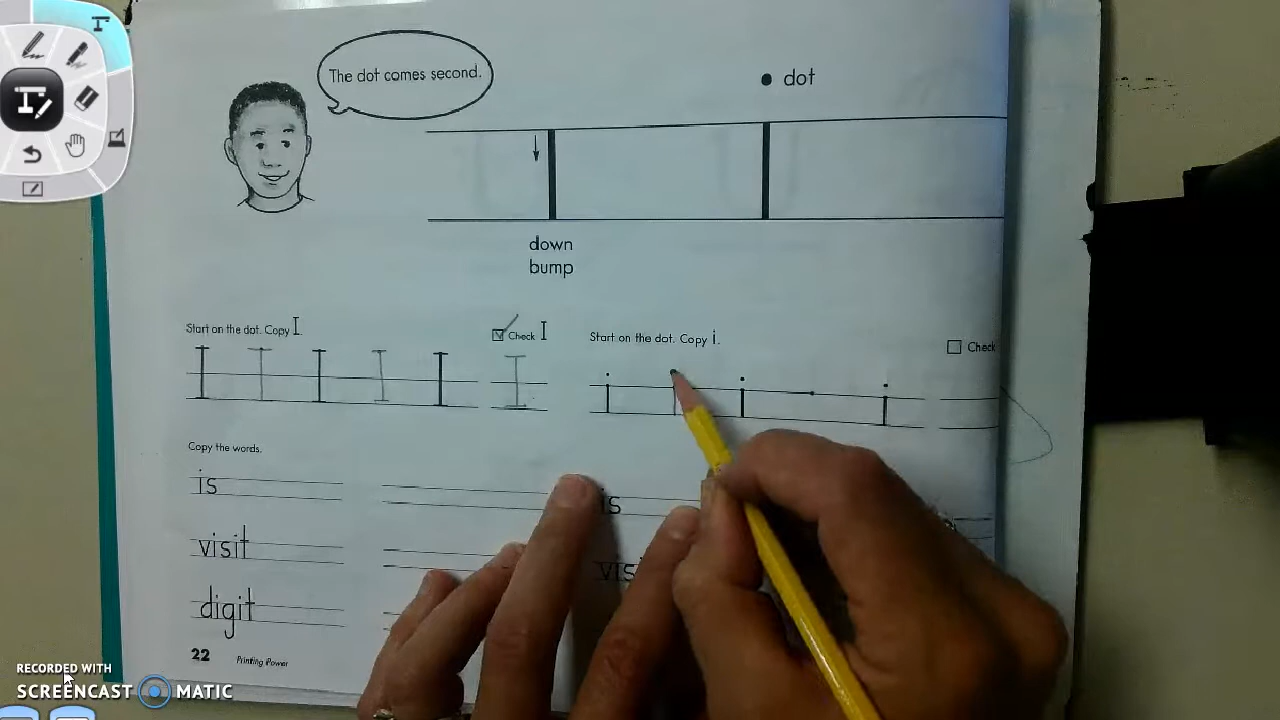 The dot comes second.
dot
down
bump
Start on the dot. Copy I.
Check I
I I I I I I
Start on the dot. Copy i.
Check
i i i i
Copy the words.
is
is
visit
visi
digit
22
Printing Power
RECORDED WITH
SCREENCAST MATIC